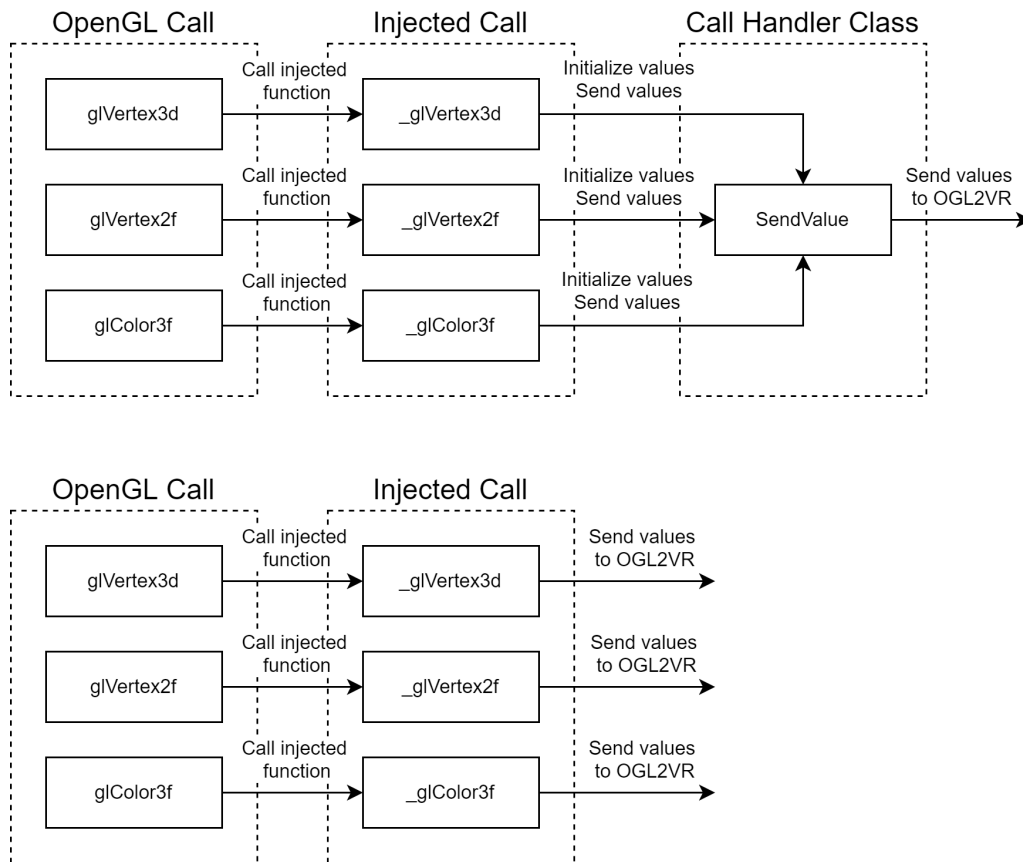 OpenGL Call
Injected Call
Call Handler Class
Call injected
function
Initialize values
Send values
glVertex3d
_glVertex3d
Call injected
function
Initialize values
Send values
Send values
to OGL2VR
glVertex2f
_glVertex2f
SendValue
Call injected
function
Initialize values
Send values
glColor3f
_glColor3f
OpenGL Call
Injected Call
Call injected
function
Send values
to OGL2VR
glVertex3d
_glVertex3d
Call injected
function
Send values
to OGL2VR
glVertex2f
_glVertex2f
Call injected
function
Send values
to OGL2VR
glColor3f
_glColor3f